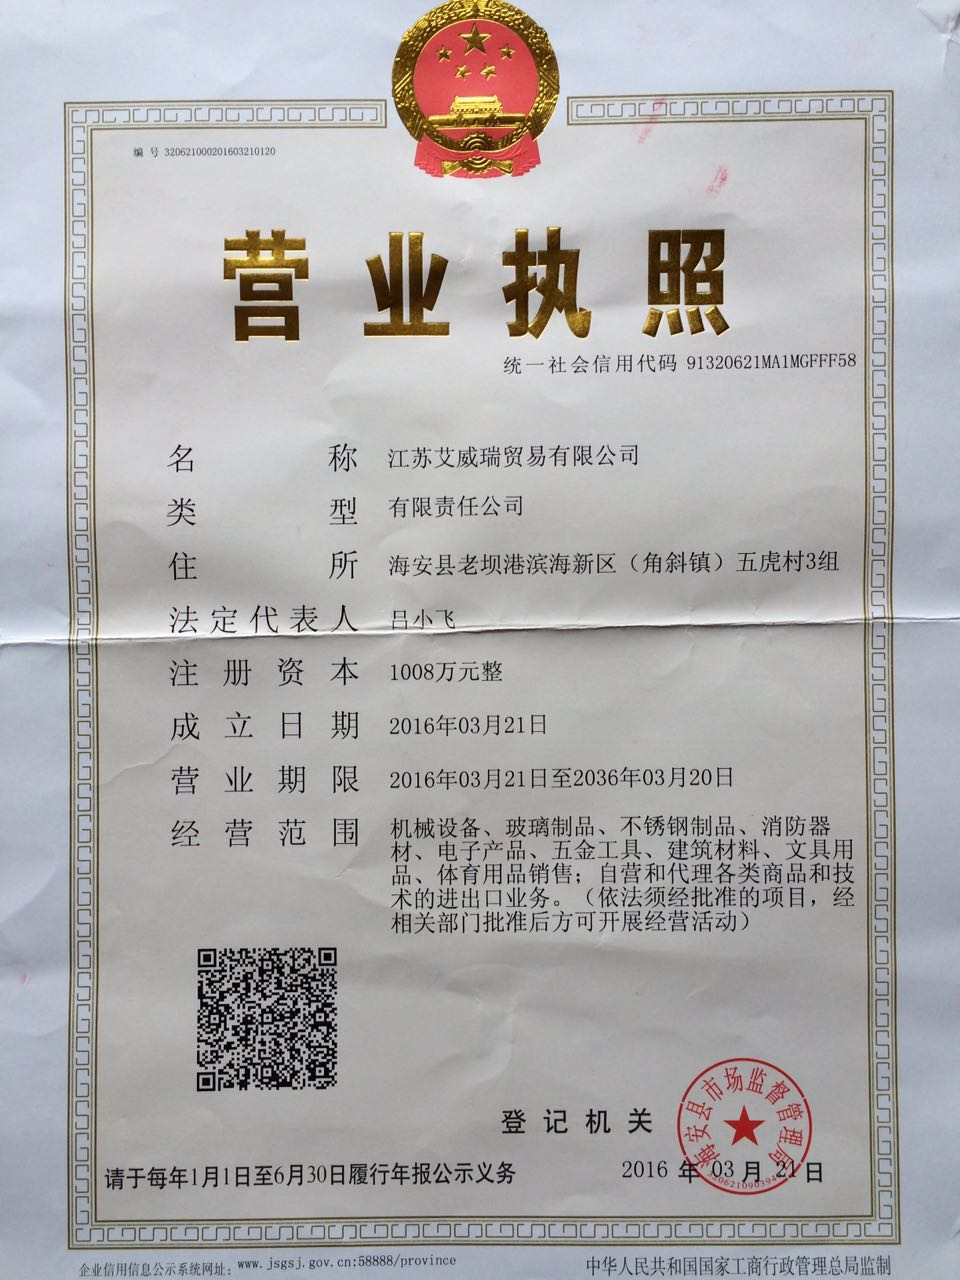 编 号 320621000201603210120
营业执照
统一社会信用代码 91320621MA1MGFFF58
名称 江苏艾威瑞贸易有限公司
类型 有限责任公司
住所 海安县老坝港滨海新区（角斜镇）五虎村3组
法定代表人 吕小飞
注册资本 1008万元整
成立日期 2016年03月21日
营业期限 2016年03月21日至2036年03月20日
经营范围 机械设备、玻璃制品、不锈钢制品、消防器
材、电子产品、五金工具、建筑材料、文具用
品、体育用品销售；自营和代理各类商品和技
术的进出口业务。（依法须经批准的项目，经
相关部门批准后方可开展经营活动）
登记机关
海安县市场监督管理局
2016 年 03 月 21 日
请于每年1月1日至6月30日履行年报公示义务
企业信用信息公示系统网址： www.jsgsj.gov.cn:58888/province
中华人民共和国国家工商行政管理总局监制